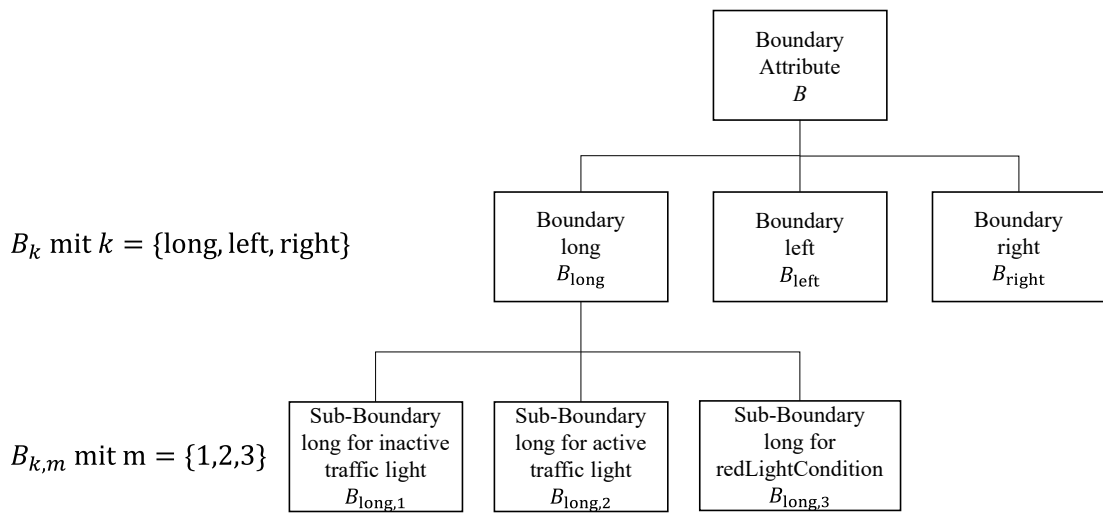 Boundary
Attribute
B
B_k mit k = {long, left, right}
Boundary
long
B_long
Boundary
left
B_left
Boundary
right
B_right
B_k,m mit m = {1,2,3}
Sub-Boundary
long for inactive
traffic light
B_long,1
Sub-Boundary
long for active
traffic light
B_long,2
Sub-Boundary
long for
redLightCondition
B_long,3